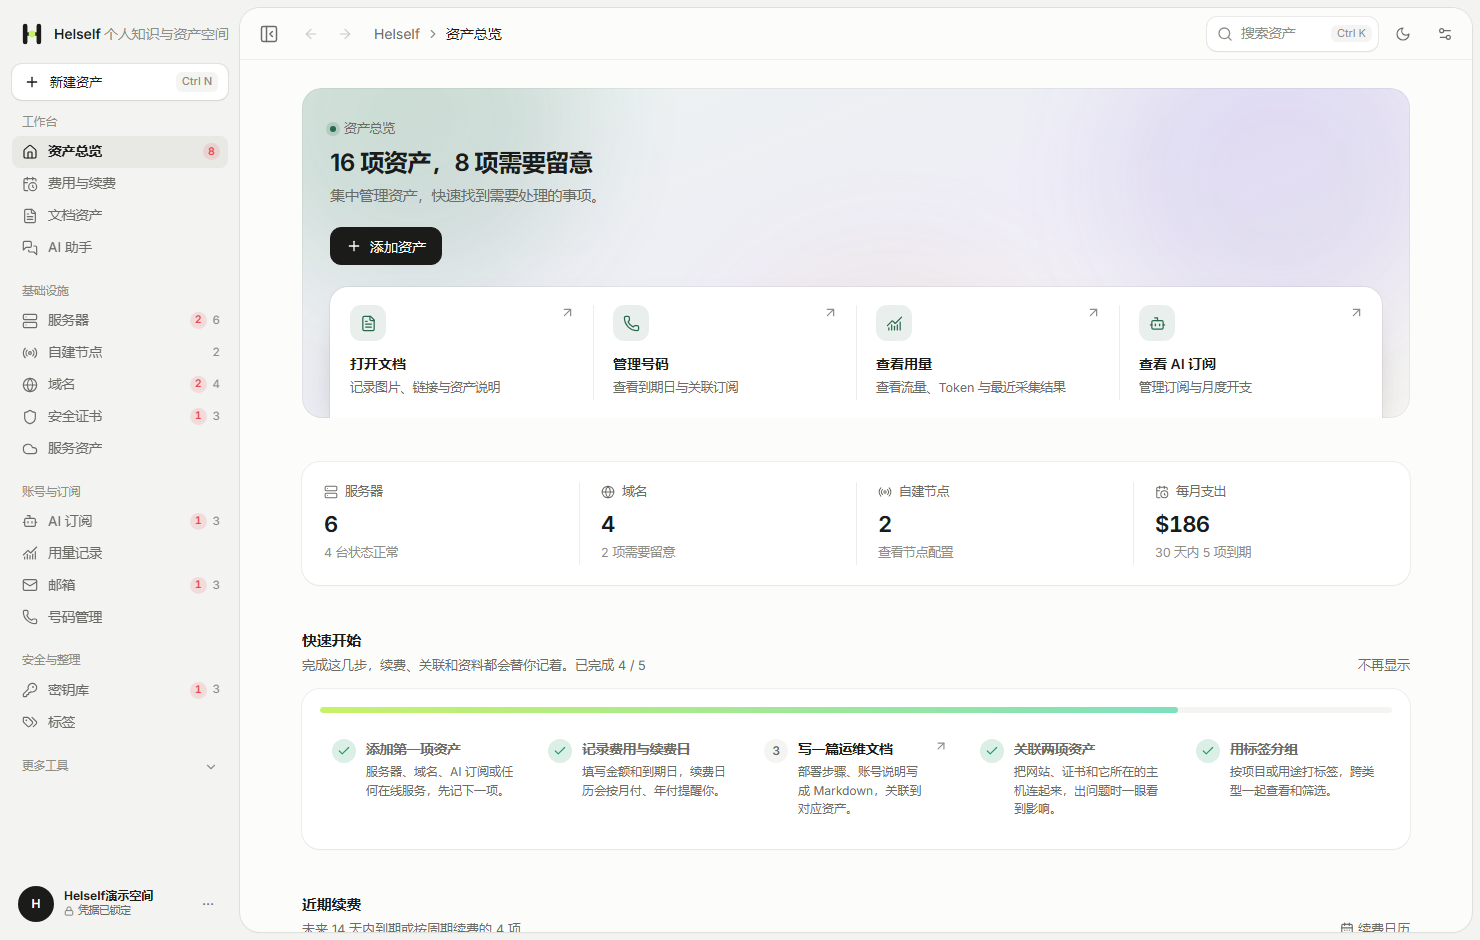 Helself 个人知识与资产空间
新建资产 Ctrl N
工作台
资产总览 8
费用与续费
文档资产
AI 助手
基础设施
服务器 2 6
自建节点 2
域名 2 4
安全证书 1 3
服务资产
账号与订阅
AI 订阅 1 3
用量记录
邮箱 1 3
号码管理
安全与整理
密钥库 1 3
标签
更多工具
H
Helself演示空间
凭据已锁定
Helself 资产总览
搜索资产 Ctrl K
资产总览
16 项资产，8 项需要留意
集中管理资产，快速找到需要处理的事项。
添加资产
打开文档
记录图片、链接与资产说明
管理号码
查看到期日与关联订阅
查看用量
查看流量、Token 与最近采集结果
查看 AI 订阅
管理订阅与月度开支
服务器
6
4 台状态正常
域名
4
2 项需要留意
自建节点
2
查看节点配置
每月支出
$186
30 天内 5 项到期
快速开始
完成这几步，续费、关联和资料都会替你记着。已完成 4 / 5
不再显示
添加第一项资产
服务器、域名、AI 订阅或任
何在线服务，先记下一项。
记录费用与续费日
填写金额和到期日，续费日
历会按月付、年付提醒你。
3
写一篇运维文档
部署步骤、账号说明写
成 Markdown，关联到
对应资产。
关联两项资产
把网站、证书和它所在的主
机连起来，出问题时一眼看
到影响。
用标签分组
按项目或用途打标签，跨类
型一起查看和筛选。
近期续费
未来 14 天内到期或按周期续费的 4 项
续费日历